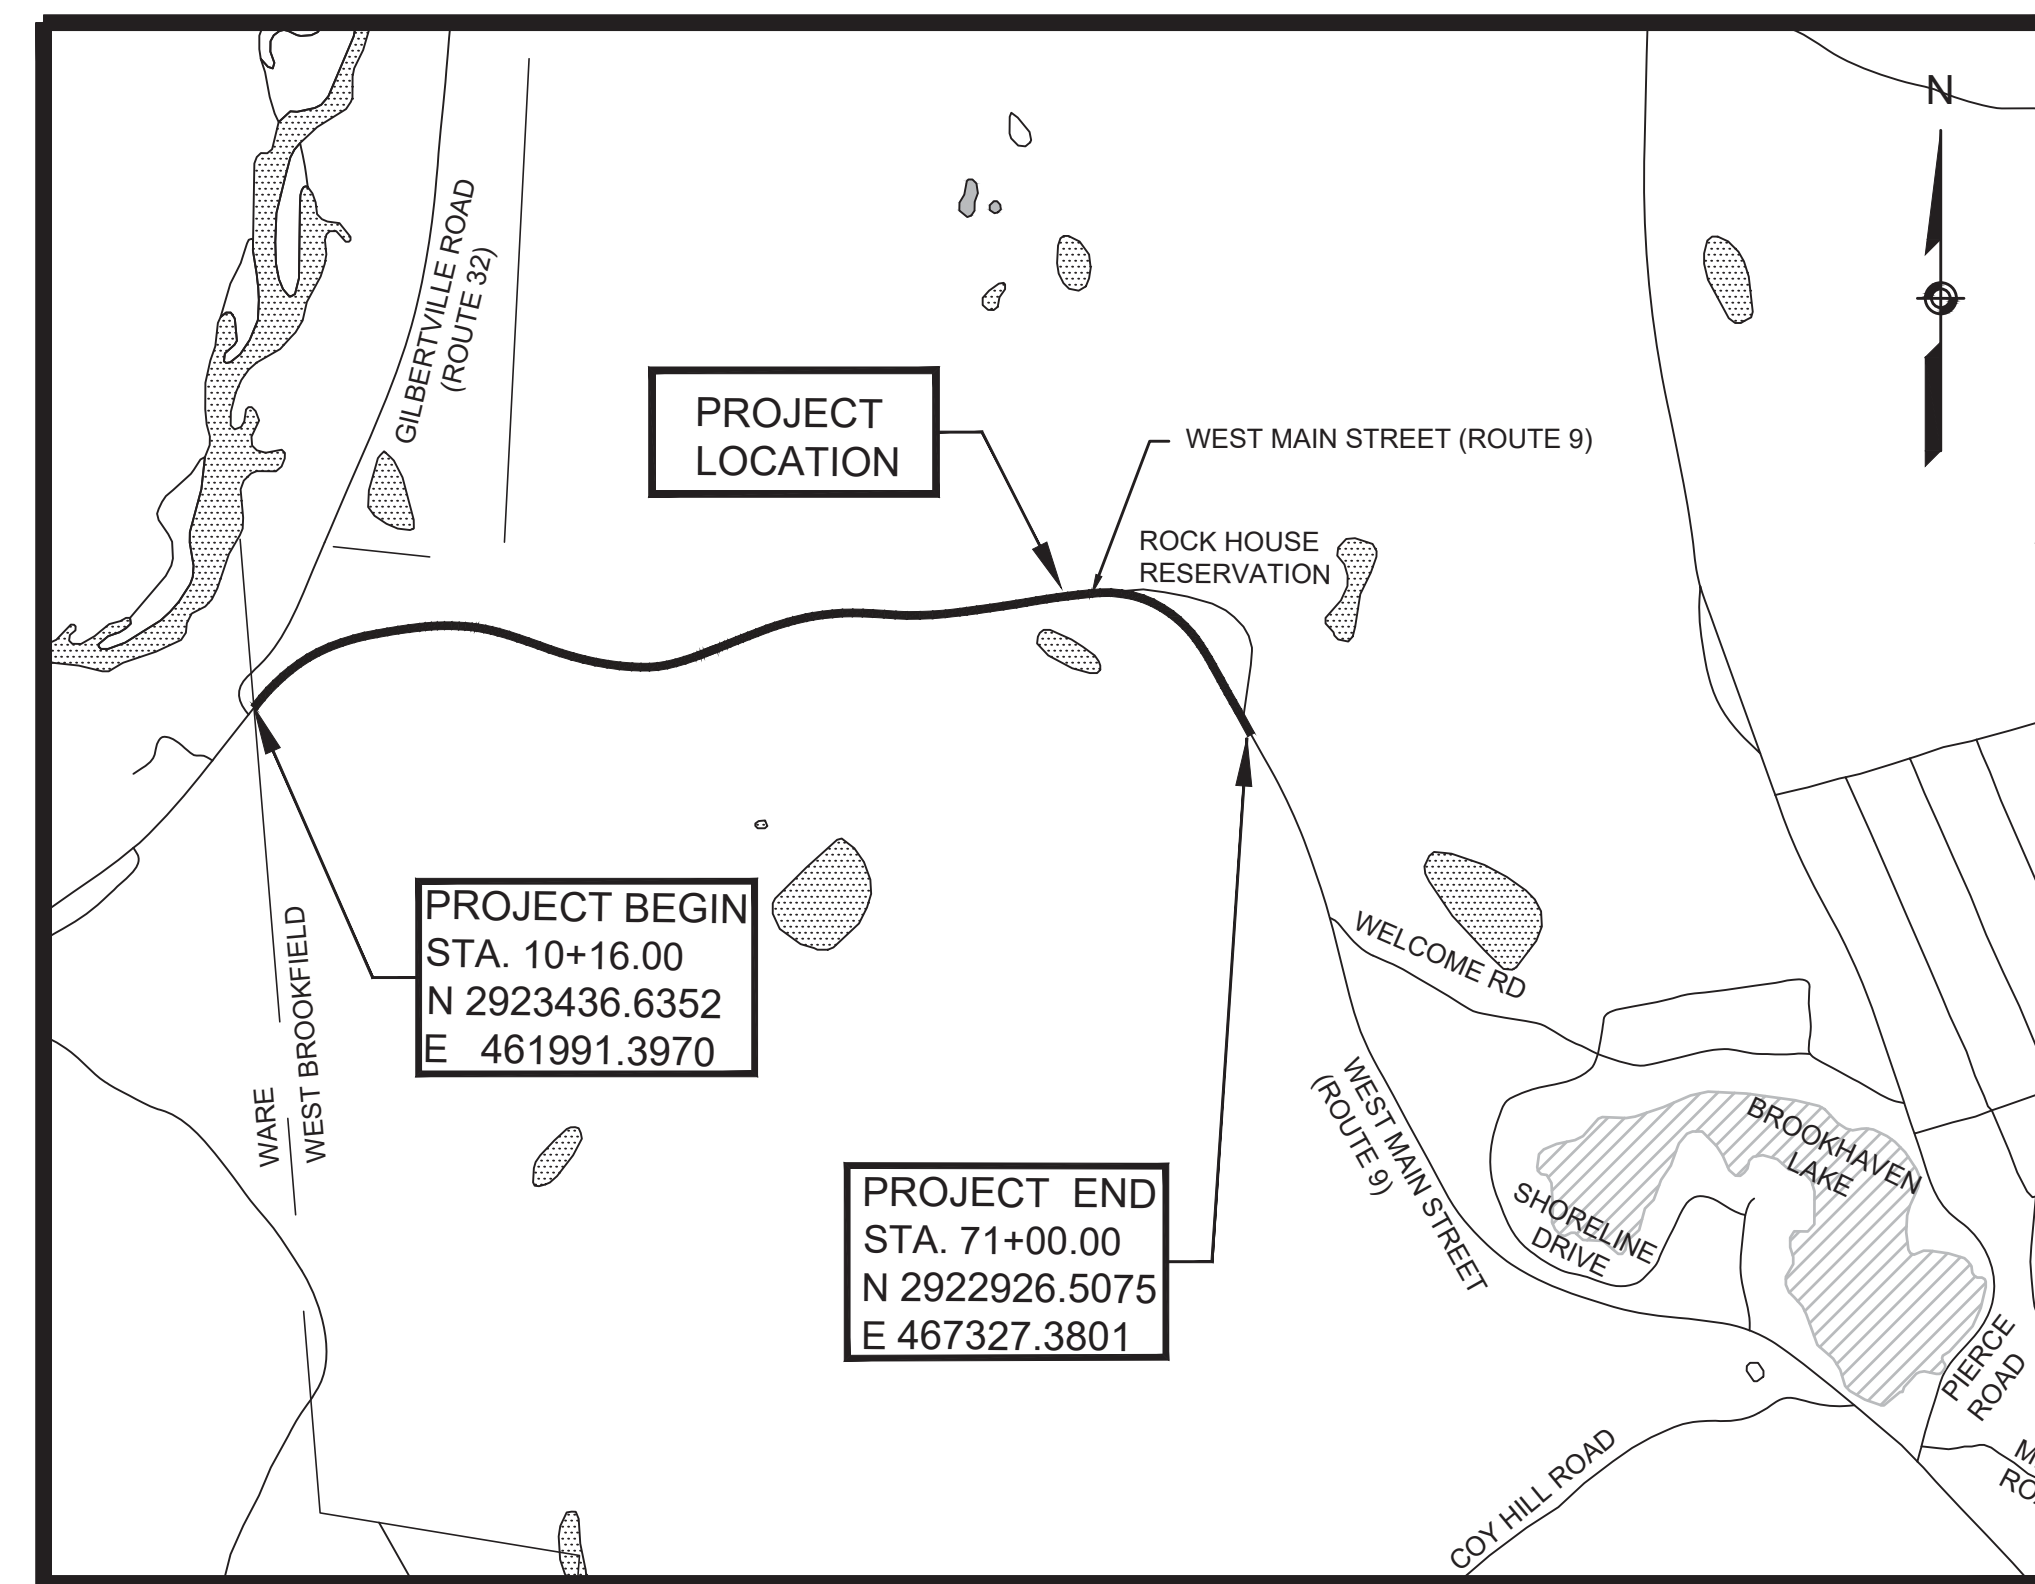 N
GILBERTVILLE ROAD
(ROUTE 32)
PROJECT
LOCATION
WEST MAIN STREET (ROUTE 9)
ROCK HOUSE
RESERVATION
PROJECT BEGIN
STA. 10+16.00
N 2923436.6352
E 461991.3970
WARE
WEST BROOKFIELD
WELCOME RD
WEST MAIN STREET
(ROUTE 9)
BROOKHAVEN
LAKE
SHORELINE
DRIVE
PROJECT END
STA. 71+00.00
N 2922926.5075
E 467327.3801
PIERCE
ROAD
COY HILL ROAD